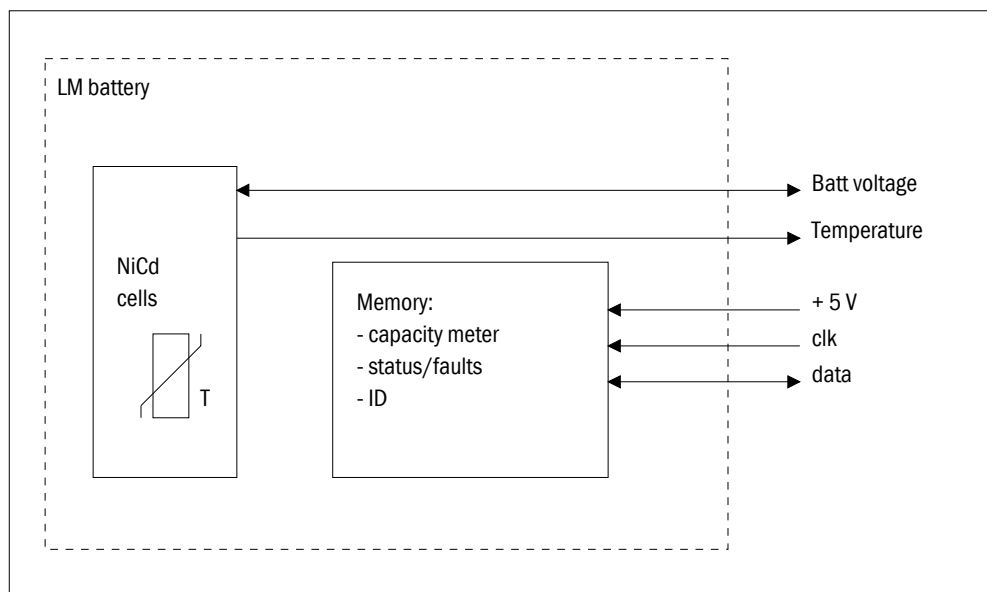 LM battery
Batt voltage
Temperature
NiCd
cells
T
Memory:
- capacity meter
- status/faults
- ID
+ 5 V
clk
data